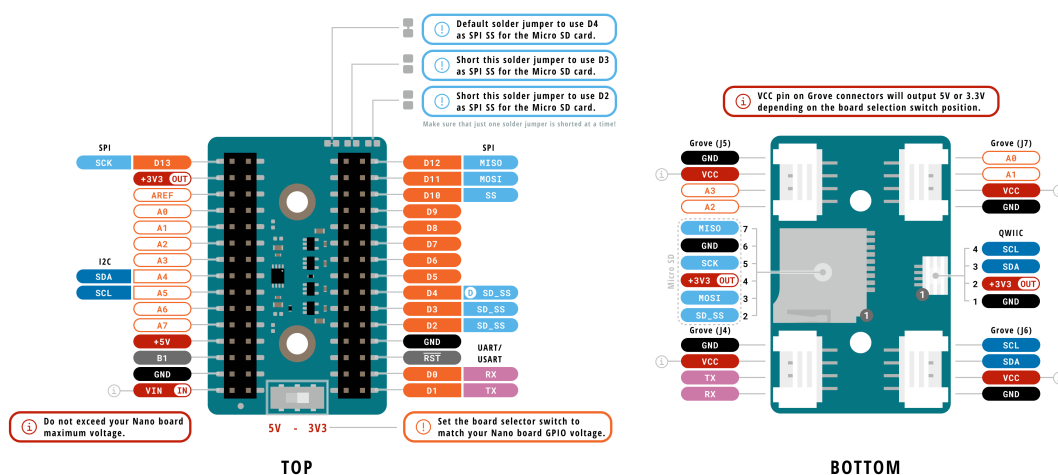 Default solder jumper to use D4
as SPI SS for the Micro SD card.
Short this solder jumper to use D3
as SPI SS for the Micro SD card.
Short this solder jumper to use D2
as SPI SS for the Micro SD card.
Make sure that just one solder jumper is shorted at a time!
SPI
SCK D13
+3V3 OUT
AREF
A0
A1
A2
A3
I2C
SDA A4
SCL A5
A6
A7
+5V
B1
GND
VIN IN
Do not exceed your Nano board
maximum voltage.
SPI
D12 MISO
D11 MOSI
D10 SS
D9
D8
D7
D6
D5
D4 D SD_SS
D3 SD_SS
D2 SD_SS
GND
UART/
USART
RST
D0 RX
D1 TX
5V - 3V3
Set the board selector switch to
match your Nano board GPIO voltage.
TOP
VCC pin on Grove connectors will output 5V or 3.3V
depending on the board selection switch position.
Grove (J5)
GND
VCC
A3
A2
Micro SD
MISO 7
GND 6
SCK 5
+3V3 OUT 4
MOSI 3
SD_SS 2
1
Grove (J4)
GND
VCC
TX
RX
Grove (J7)
A0
A1
VCC
GND
QWIIC
4 SCL
3 SDA
2 +3V3 OUT
1 GND
1
Grove (J6)
SCL
SDA
VCC
GND
BOTTOM